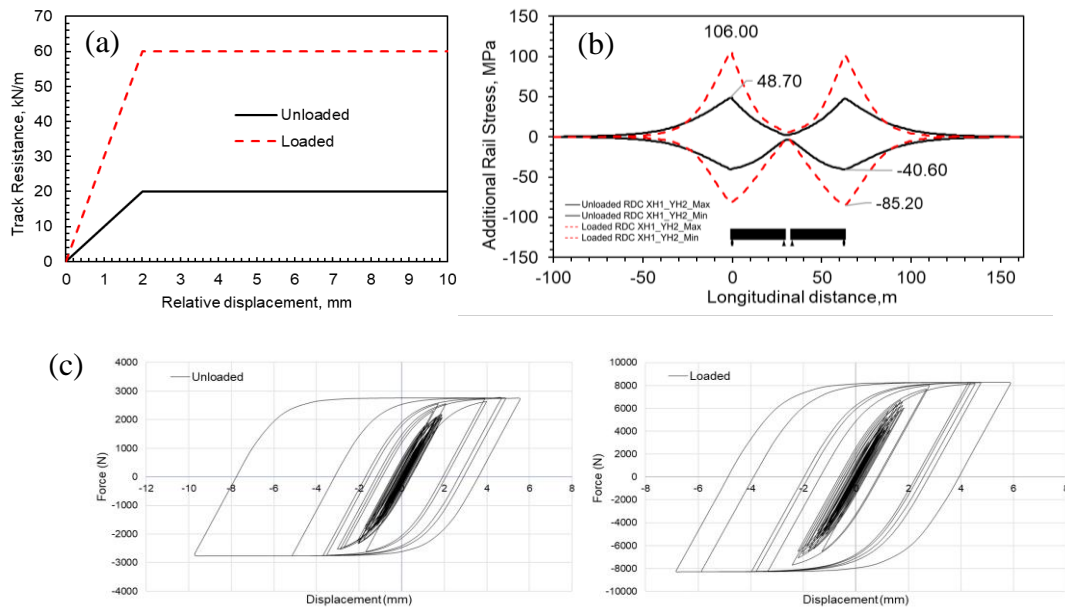 (a)
Track Resistance, kN/m
70
60
50
40
30
20
10
0
Unloaded
Loaded
0 1 2 3 4 5 6 7 8 9 10
Relative displacement, mm
(b)
Additional Rail Stress, MPa
150
100
50
0
-50
-100
-150
106.00
48.70
-40.60
-85.20
Unloaded RDC XH1_YH2_Max
Unloaded RDC XH1_YH2_Min
Loaded RDC XH1_YH2_Max
Loaded RDC XH1_YH2_Min
-100 -50 0 50 100 150
Longitudinal distance,m
(c)
Force (N)
4000
3000
2000
1000
0
-1000
-2000
-3000
-4000
Unloaded
-12 -10 -8 -6 -4 -2 0 2 4 6 8
Displacement(mm)
Force (N)
10000
8000
6000
4000
2000
0
-2000
-4000
-6000
-8000
-10000
Loaded
-8 -6 -4 -2 0 2 4 6 8
Displacement(mm)